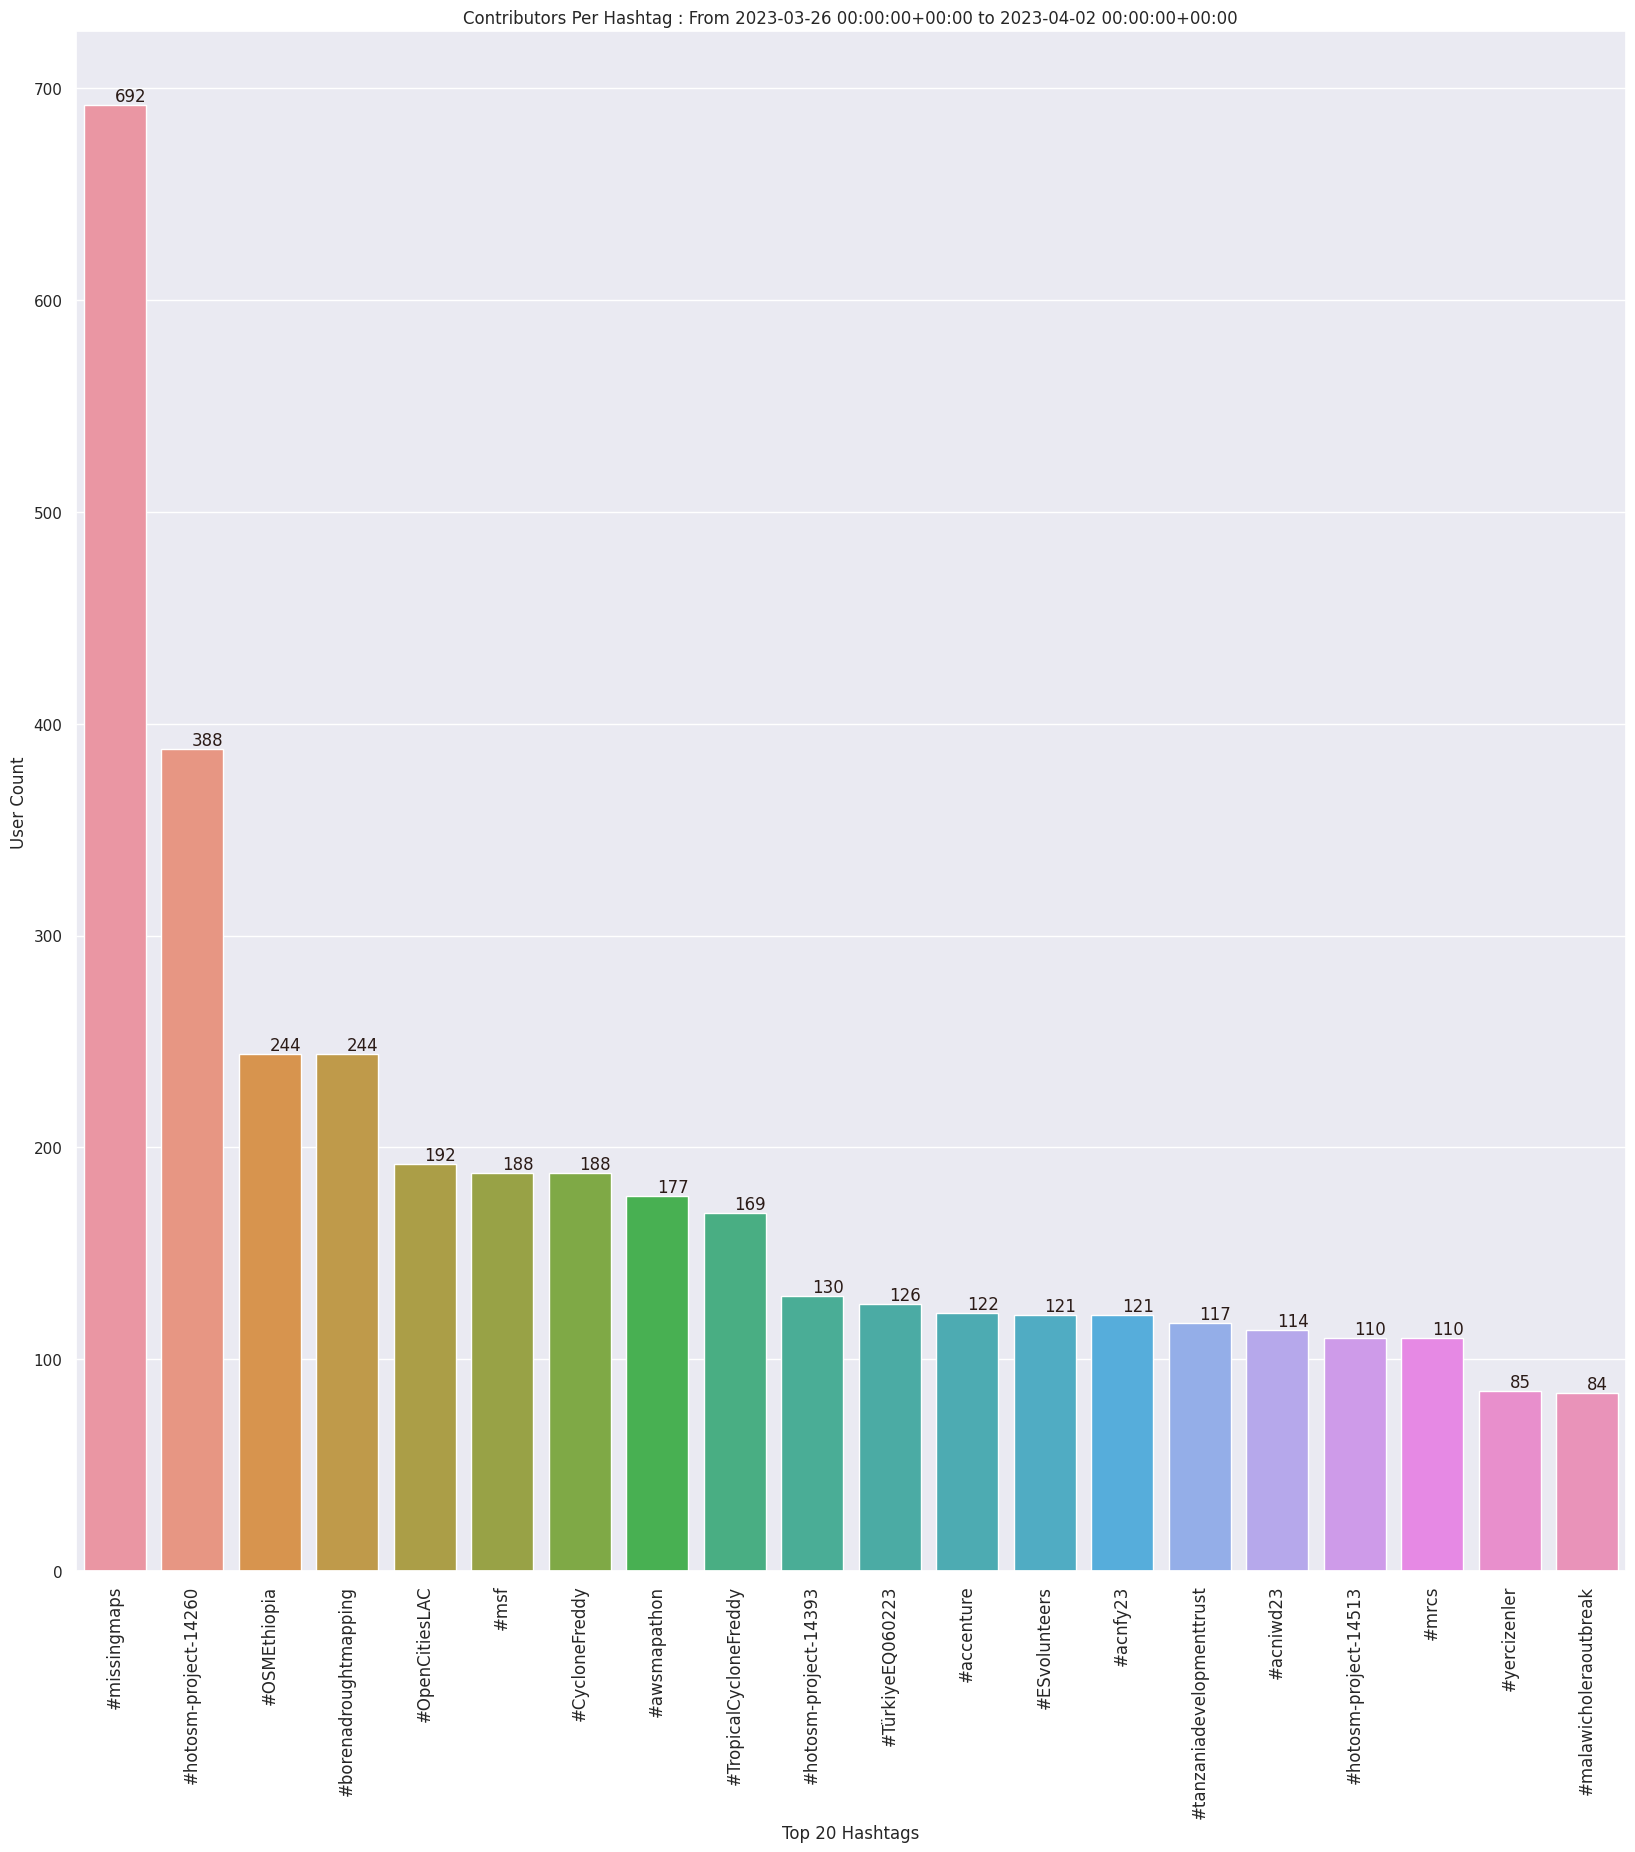 Contributors Per Hashtag : From 2023-03-26 00:00:00+00:00 to 2023-04-02 00:00:00+00:00
User Count
700
600
500
400
300
200
100
0
692
388
244
244
192
188
188
177
169
130
126
122
121
121
117
114
110
110
85
84
#missingmaps
#hotosm-project-14260
#OSMEthiopia
#borenadroughtmapping
#OpenCitiesLAC
#msf
#CycloneFreddy
#awsmapathon
#TropicalCycloneFreddy
#hotosm-project-14393
#TürkiyeEQ060223
#accenture
#ESvolunteers
#acnfy23
#tanzaniadevelopmenttrust
#acniwd23
#hotosm-project-14513
#mrcs
#yercizenler
#malawicholeraoutbreak
Top 20 Hashtags